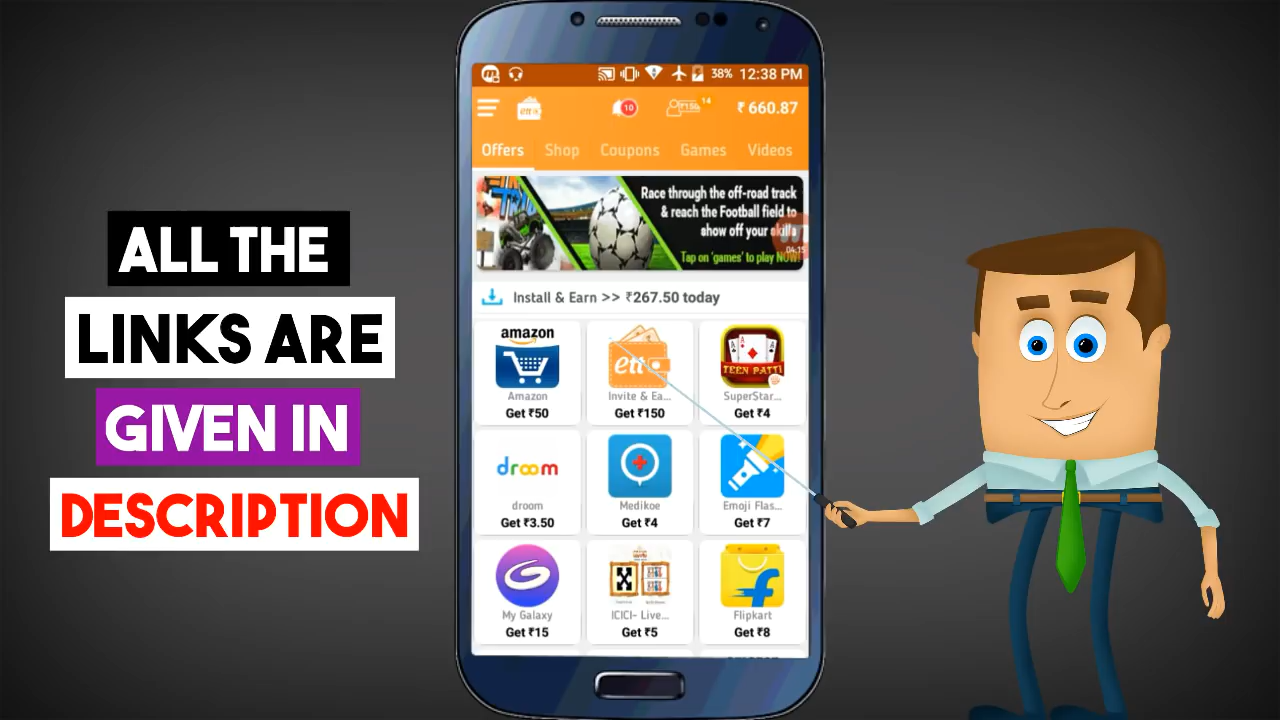 ALL THE
LINKS ARE
GIVEN IN
DESCRIPTION
38% 12:38 PM
10
14
₹ 660.87
Offers Shop Coupons Games Videos
Race through the off-road track
& reach the Football field to
show off your skills
Tap on 'games' to play NOW!
04:15
Install & Earn >> ₹267.50 today
amazon
Amazon
Get ₹50
ett
Invite & Ea...
Get ₹150
TEEN PATTI
SuperStar...
Get ₹4
droom
droom
Get ₹3.50
Medikoe
Get ₹4
Emoji Flas...
Get ₹7
My Galaxy
Get ₹15
ICICI- Live...
Get ₹5
Flipkart
Get ₹8